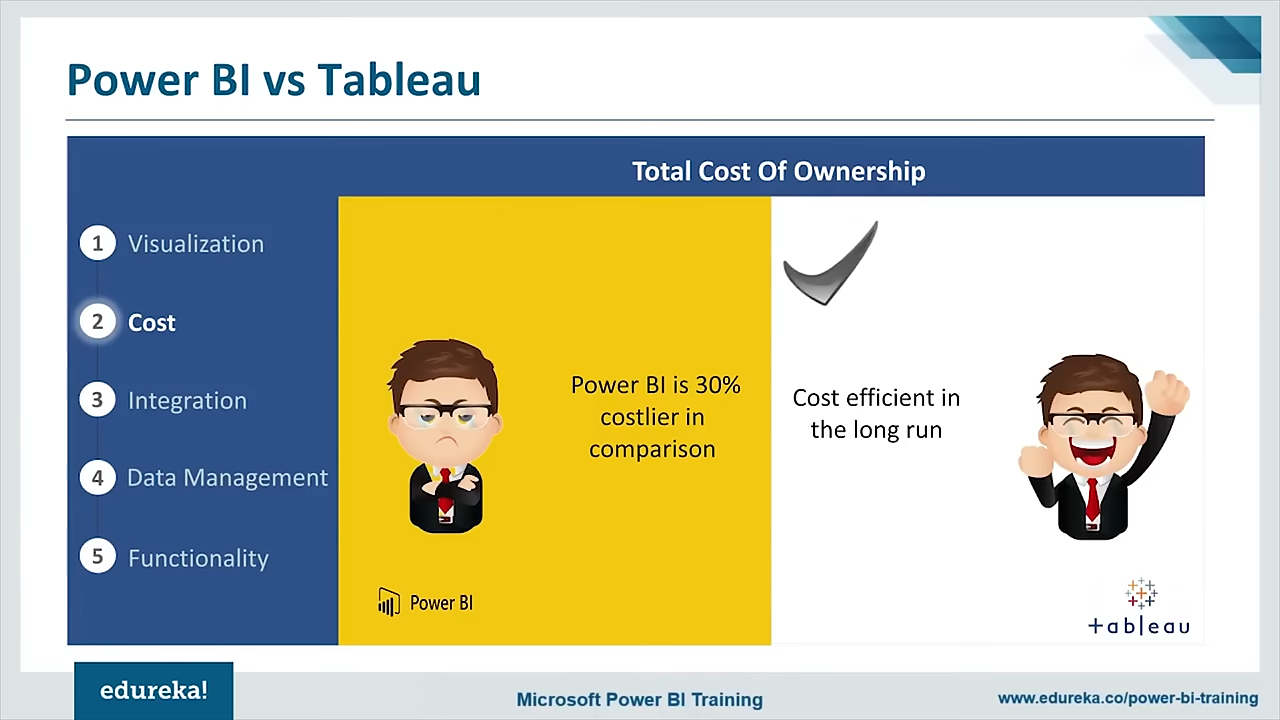 Power BI vs Tableau
Total Cost Of Ownership
1 Visualization
2 Cost
3 Integration
4 Data Management
5 Functionality
Power BI is 30%
costlier in
comparison
Power BI
Cost efficient in
the long run
+ableau
edureka!
Microsoft Power BI Training
www.edureka.co/power-bi-training